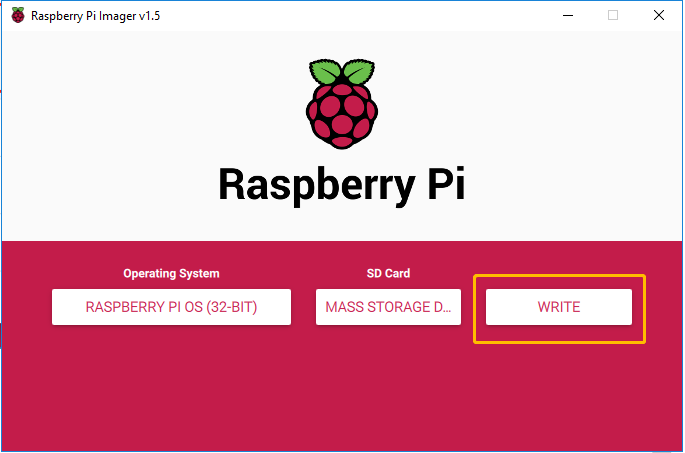 Raspberry Pi Imager v1.5
Raspberry Pi
Operating System
SD Card
RASPBERRY PI OS (32-BIT)
MASS STORAGE D...
WRITE